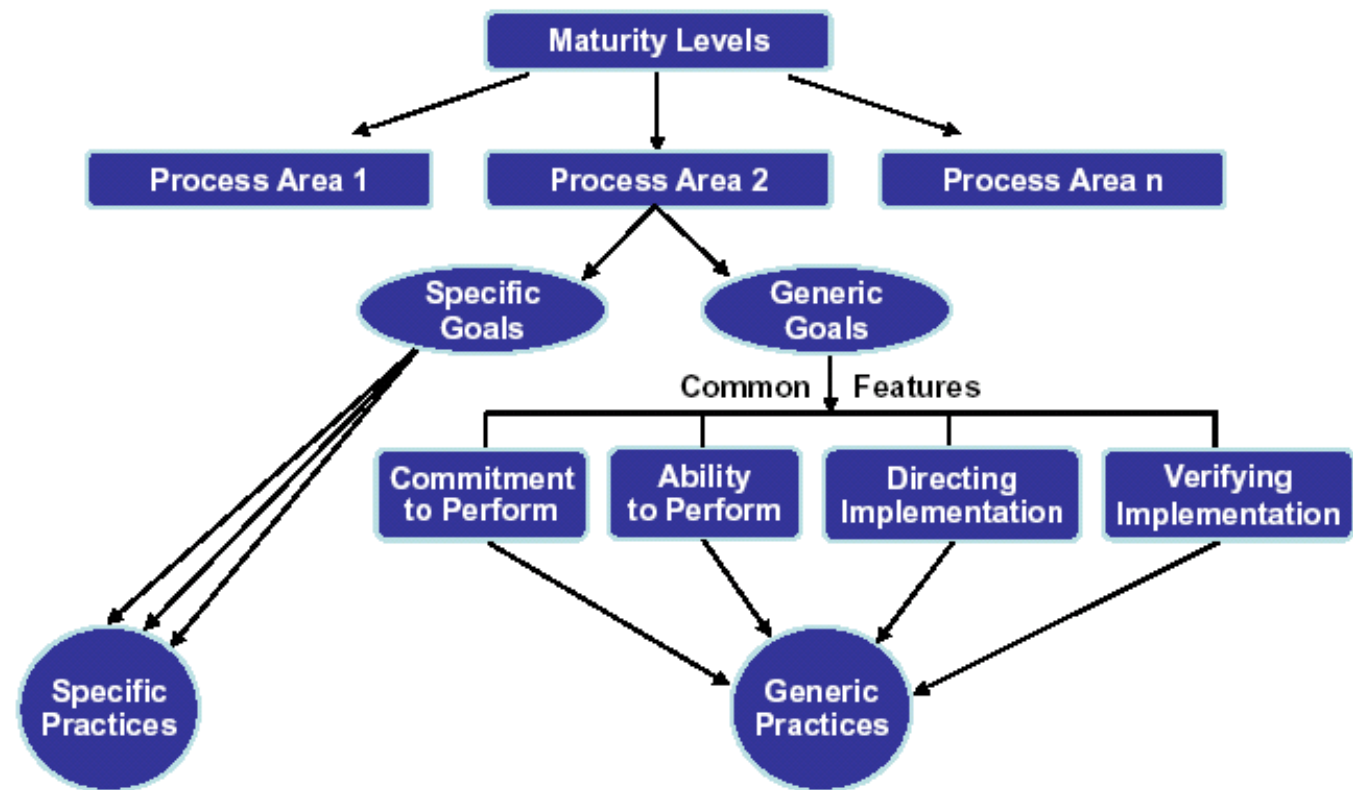 Maturity Levels
Process Area 1
Process Area 2
Process Area n
Specific
Goals
Generic
Goals
Common Features
Commitment
to Perform
Ability
to Perform
Directing
Implementation
Verifying
Implementation
Specific
Practices
Generic
Practices